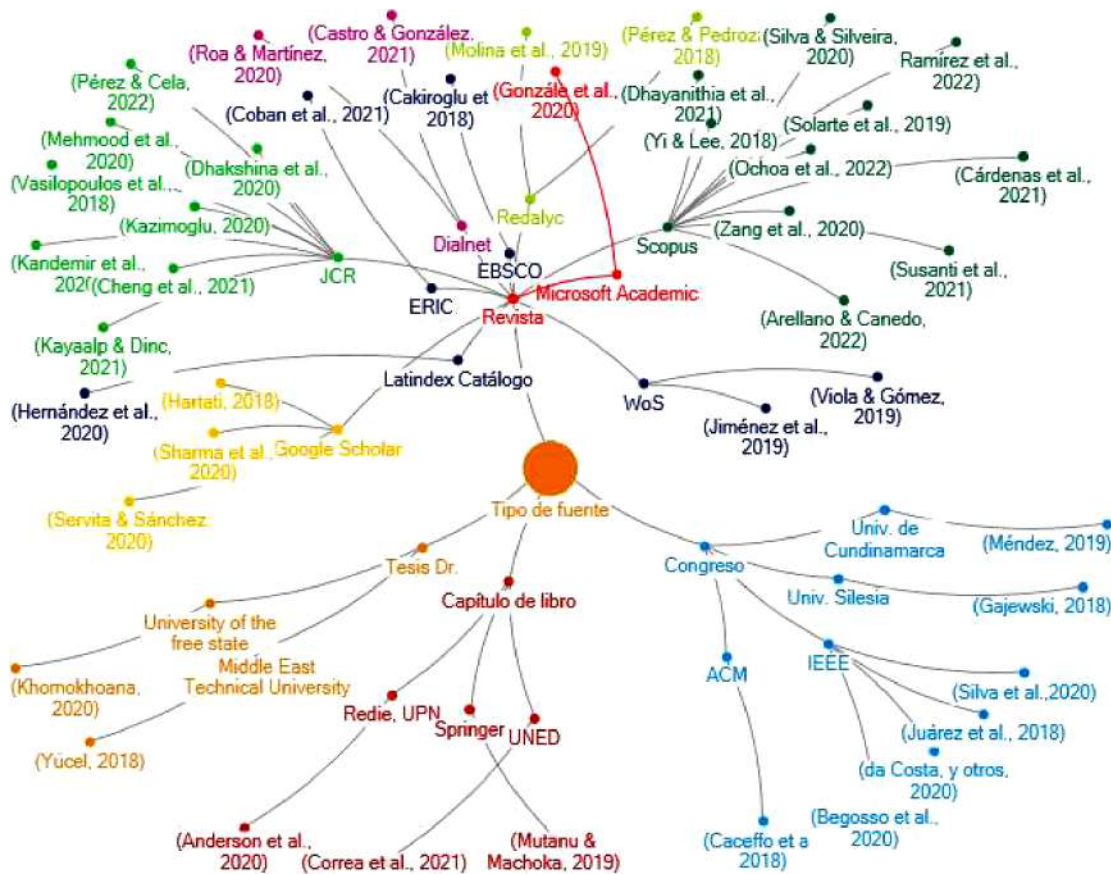 (Castro & González,
2021)
(Roa & Martínez,
2020)
(Molina et al., 2019)
(Pérez & Pedroza
2018)
(Silva & Silveira,
2020)
Ramírez et al.,
2022)
(Pérez & Cela,
2022)
(Coban et al., 2021)
(Cakiroglu et
2018)
(Gonzále et al.,
2020)
(Dhayanithia et al.,
2021)
(Solarte et al., 2019)
(Mehmood et al.,
2020)
(Dhakshina et al.,
2020)
(Yi & Lee, 2018)
(Ochoa et al., 2022)
(Cárdenas et al.,
2021)
(Vasilopoulos et al.,
2018)
(Kazimoglu, 2020)
Redalyc
Dialnet
Scopus
(Zang et al., 2020)
(Kandemir et al.,
(Cheng et al., 2021)
JCR
EBSCO
ERIC
Microsoft Academic
Revista
(Susanti et al.,
2021)
(Arellano & Canedo,
2022)
(Kayaalp & Dinc,
2021)
Latindex Catálogo
(Hernández et al.,
2020)
(Hartati, 2018)
WoS
(Viola & Gómez,
2019)
(Jiménez et al.,
2019)
(Sharma et al.,
2020)
Google Scholar
(Servita & Sánchez,
2020)
Tipo de fuente
Tesis Dr.
Capítulo de libro
Congreso
Univ. de
Cundinamarca
(Méndez, 2019)
Univ. Silesia
(Gajewski, 2018)
University of the
free state
Middle East
Technical University
(Khomokhoana,
2020)
(Yücel, 2018)
Redie, UPN
Springer
UNED
ACM
IEEE
(Silva et al.,2020)
(Juárez et al., 2018)
(da Costa, y otros,
2020)
(Begosso et al.,
2020)
(Anderson et al.,
2020)
(Correa et al., 2021)
(Mutanu &
Machoka, 2019)
(Caceffo et a
2018)